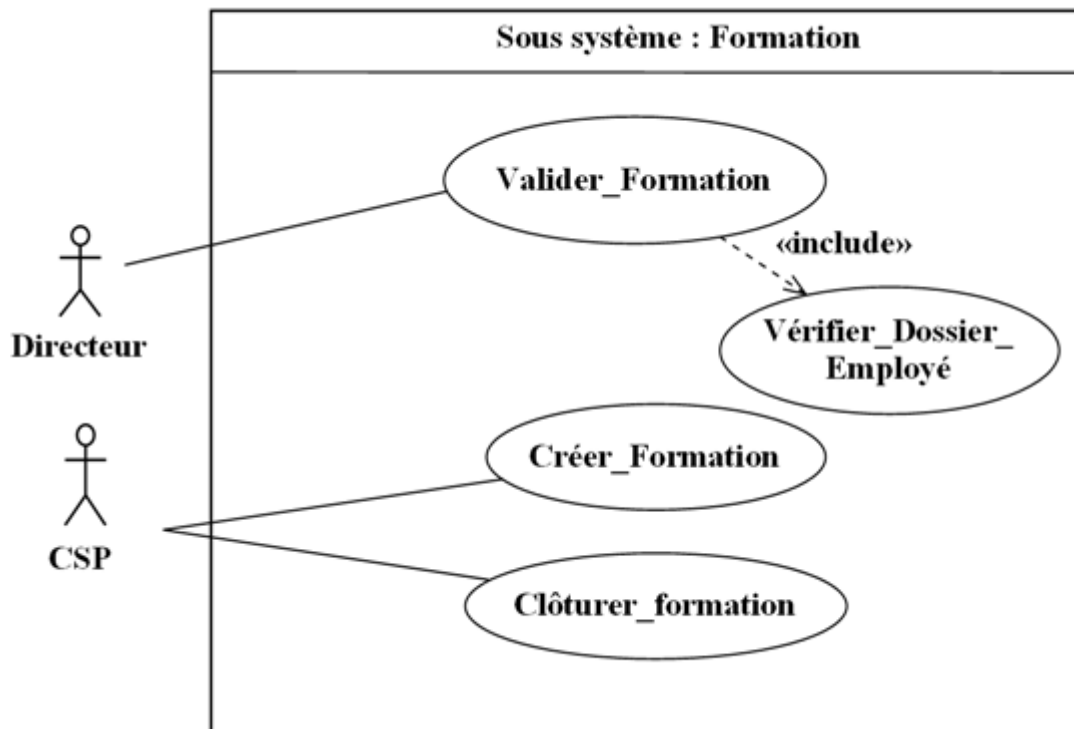 Sous système : Formation
Valider_Formation
«include»
Directeur
Vérifier_Dossier_
Employé
Créer_Formation
CSP
Clôturer_formation